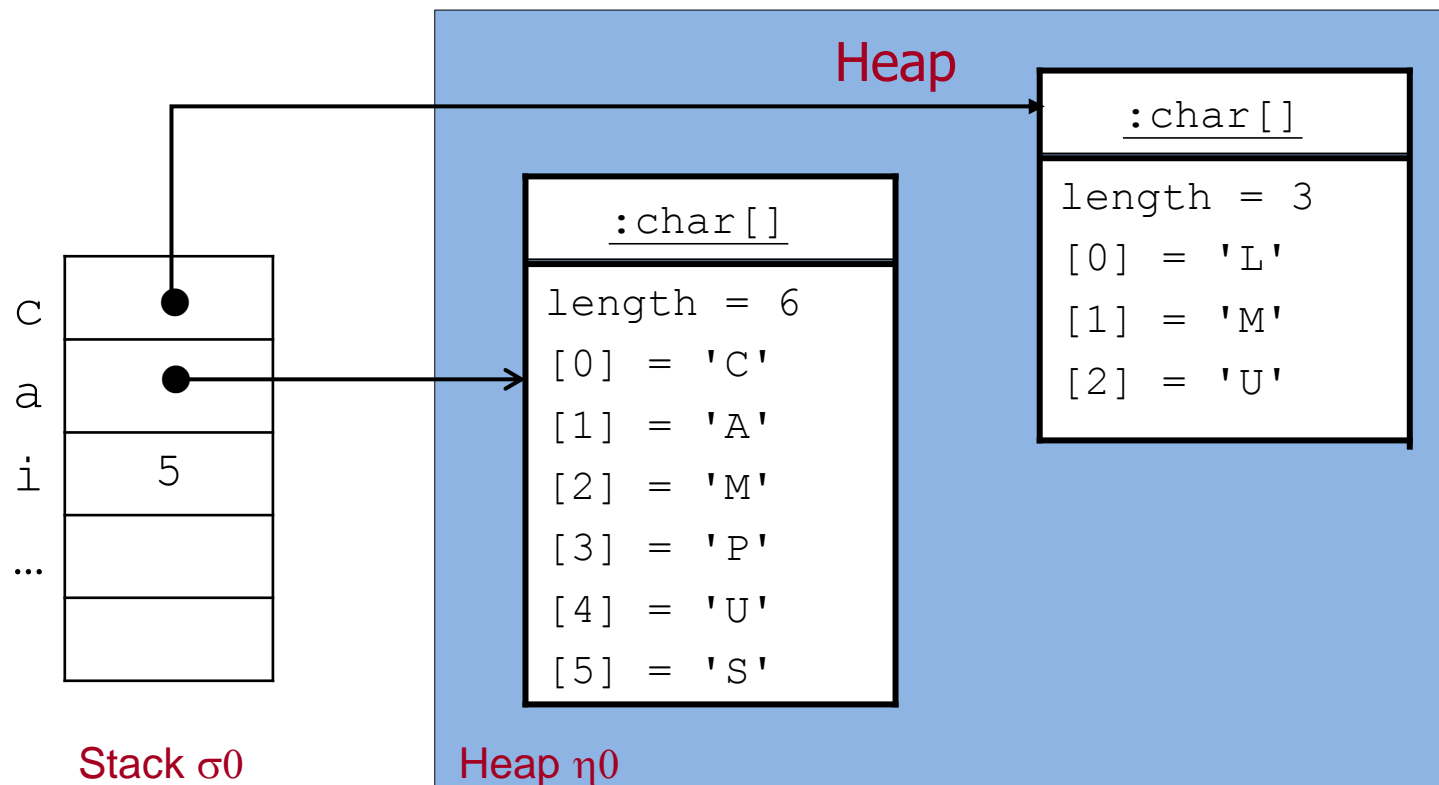 Heap
c
a
i 5
…
:char[]
length = 6
[0] = 'C'
[1] = 'A'
[2] = 'M'
[3] = 'P'
[4] = 'U'
[5] = 'S'
:char[]
length = 3
[0] = 'L'
[1] = 'M'
[2] = 'U'
Stack σ0
Heap η0